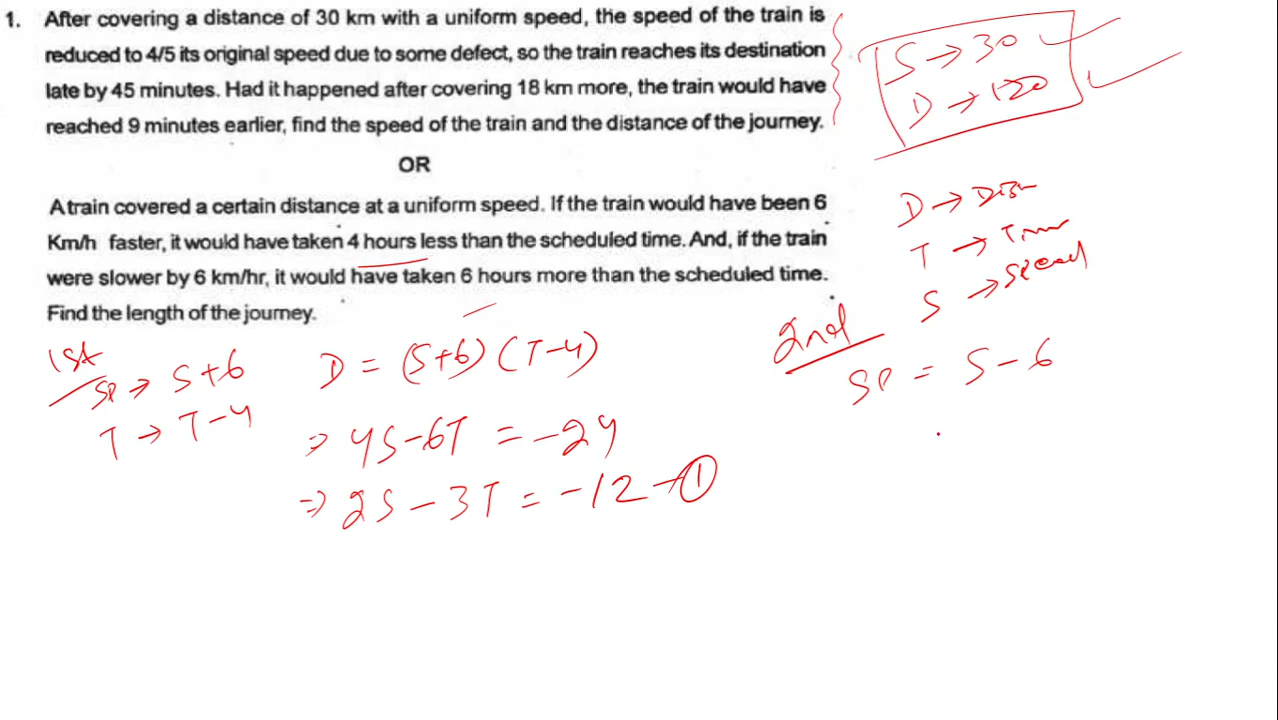 1. After covering a distance of 30 km with a uniform speed, the speed of the train is
reduced to 4/5 its original speed due to some defect, so the train reaches its destination
late by 45 minutes. Had it happened after covering 18 km more, the train would have
reached 9 minutes earlier, find the speed of the train and the distance of the journey.
S → 30
D → 120
OR
A train covered a certain distance at a uniform speed. If the train would have been 6
Km/h faster, it would have taken 4 hours less than the scheduled time. And, if the train
were slower by 6 km/hr, it would have taken 6 hours more than the scheduled time.
Find the length of the journey.
D → Dis
T → Time
S → Speed
1st
SP → S+6
T → T-4
D = (S+6) (T-4)
⇒ 4S-6T = -24
⇒ 2S - 3T = -12 - ①
2nd
SP = S-6